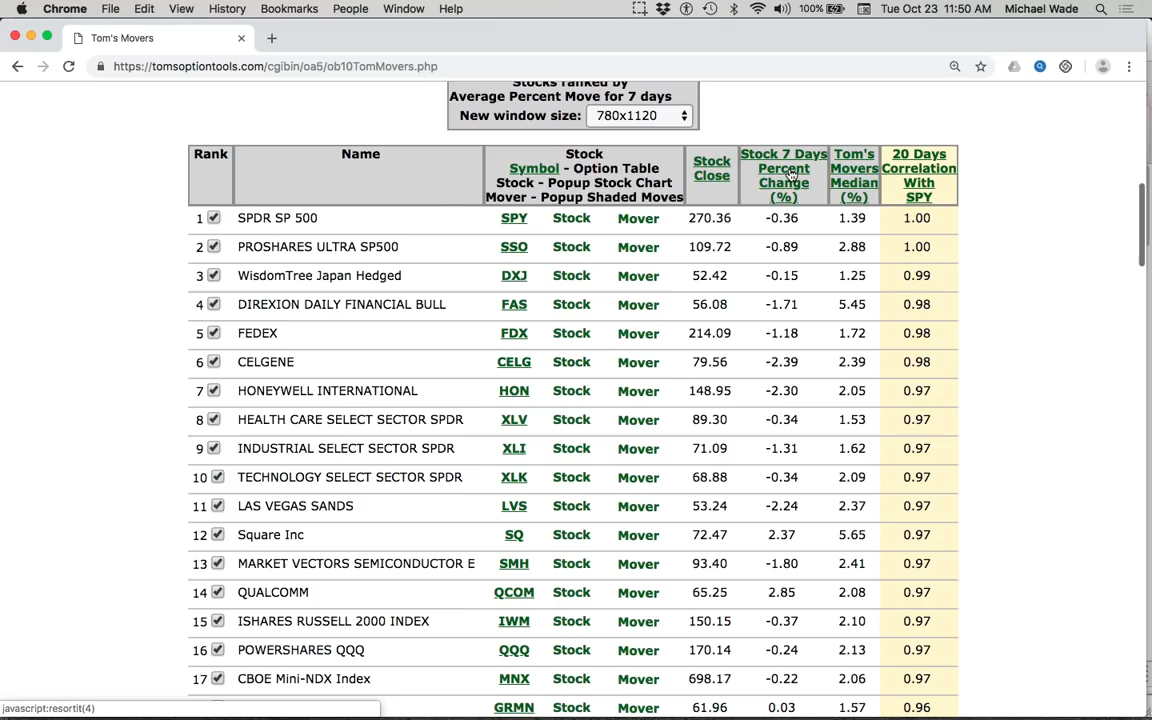 Chrome File Edit View History Bookmarks People Window Help 100% Tue Oct 23 11:50 AM Michael Wade
Tom's Movers
https://tomsoptiontools.com/cgibin/oa5/ob10TomMovers.php
Stocks ranked by
Average Percent Move for 7 days
New window size: 780x1120
Rank Name Stock Symbol - Option Table Stock - Popup Stock Chart Mover - Popup Shaded Moves Stock Close Stock 7 Days Percent Change (%) Tom's Movers Median (%) 20 Days Correlation With SPY
1 SPDR SP 500 SPY Stock Mover 270.36 -0.36 1.39 1.00
2 PROSHARES ULTRA SP500 SSO Stock Mover 109.72 -0.89 2.88 1.00
3 WisdomTree Japan Hedged DXJ Stock Mover 52.42 -0.15 1.25 0.99
4 DIREXION DAILY FINANCIAL BULL FAS Stock Mover 56.08 -1.71 5.45 0.98
5 FEDEX FDX Stock Mover 214.09 -1.18 1.72 0.98
6 CELGENE CELG Stock Mover 79.56 -2.39 2.39 0.98
7 HONEYWELL INTERNATIONAL HON Stock Mover 148.95 -2.30 2.05 0.97
8 HEALTH CARE SELECT SECTOR SPDR XLV Stock Mover 89.30 -0.34 1.53 0.97
9 INDUSTRIAL SELECT SECTOR SPDR XLI Stock Mover 71.09 -1.31 1.62 0.97
10 TECHNOLOGY SELECT SECTOR SPDR XLK Stock Mover 68.88 -0.34 2.09 0.97
11 LAS VEGAS SANDS LVS Stock Mover 53.24 -2.24 2.37 0.97
12 Square Inc SQ Stock Mover 72.47 2.37 5.65 0.97
13 MARKET VECTORS SEMICONDUCTOR E SMH Stock Mover 93.40 -1.80 2.41 0.97
14 QUALCOMM QCOM Stock Mover 65.25 2.85 2.08 0.97
15 ISHARES RUSSELL 2000 INDEX IWM Stock Mover 150.15 -0.37 2.10 0.97
16 POWERSHARES QQQ QQQ Stock Mover 170.14 -0.24 2.13 0.97
17 CBOE Mini-NDX Index MNX Stock Mover 698.17 -0.22 2.06 0.97
GRMN Stock Mover 61.96 0.03 1.57 0.96
javascript:resortit(4)